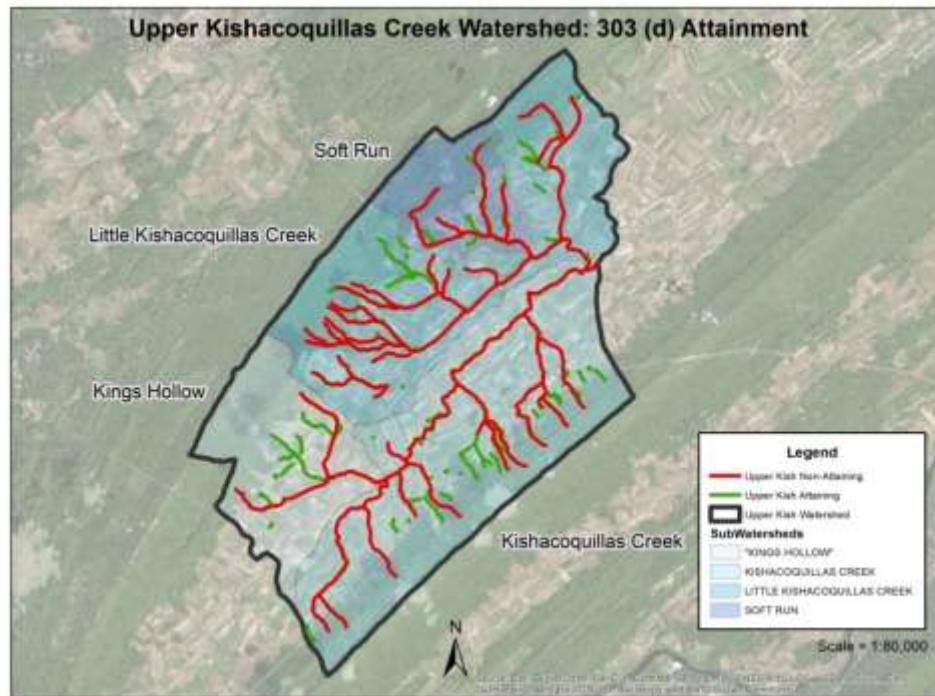 Upper Kishacoquillas Creek Watershed: 303 (d) Attainment
Soft Run
Little Kishacoquillas Creek
Kings Hollow
Kishacoquillas Creek
Legend
Upper Kish Non-Attaining
Upper Kish Attaining
Upper Kish Watershed
SubWatersheds
"KINGS HOLLOW"
KISHACOQUILLAS CREEK
LITTLE KISHACOQUILLAS CREEK
SOFT RUN
N
Scale = 1:80,000